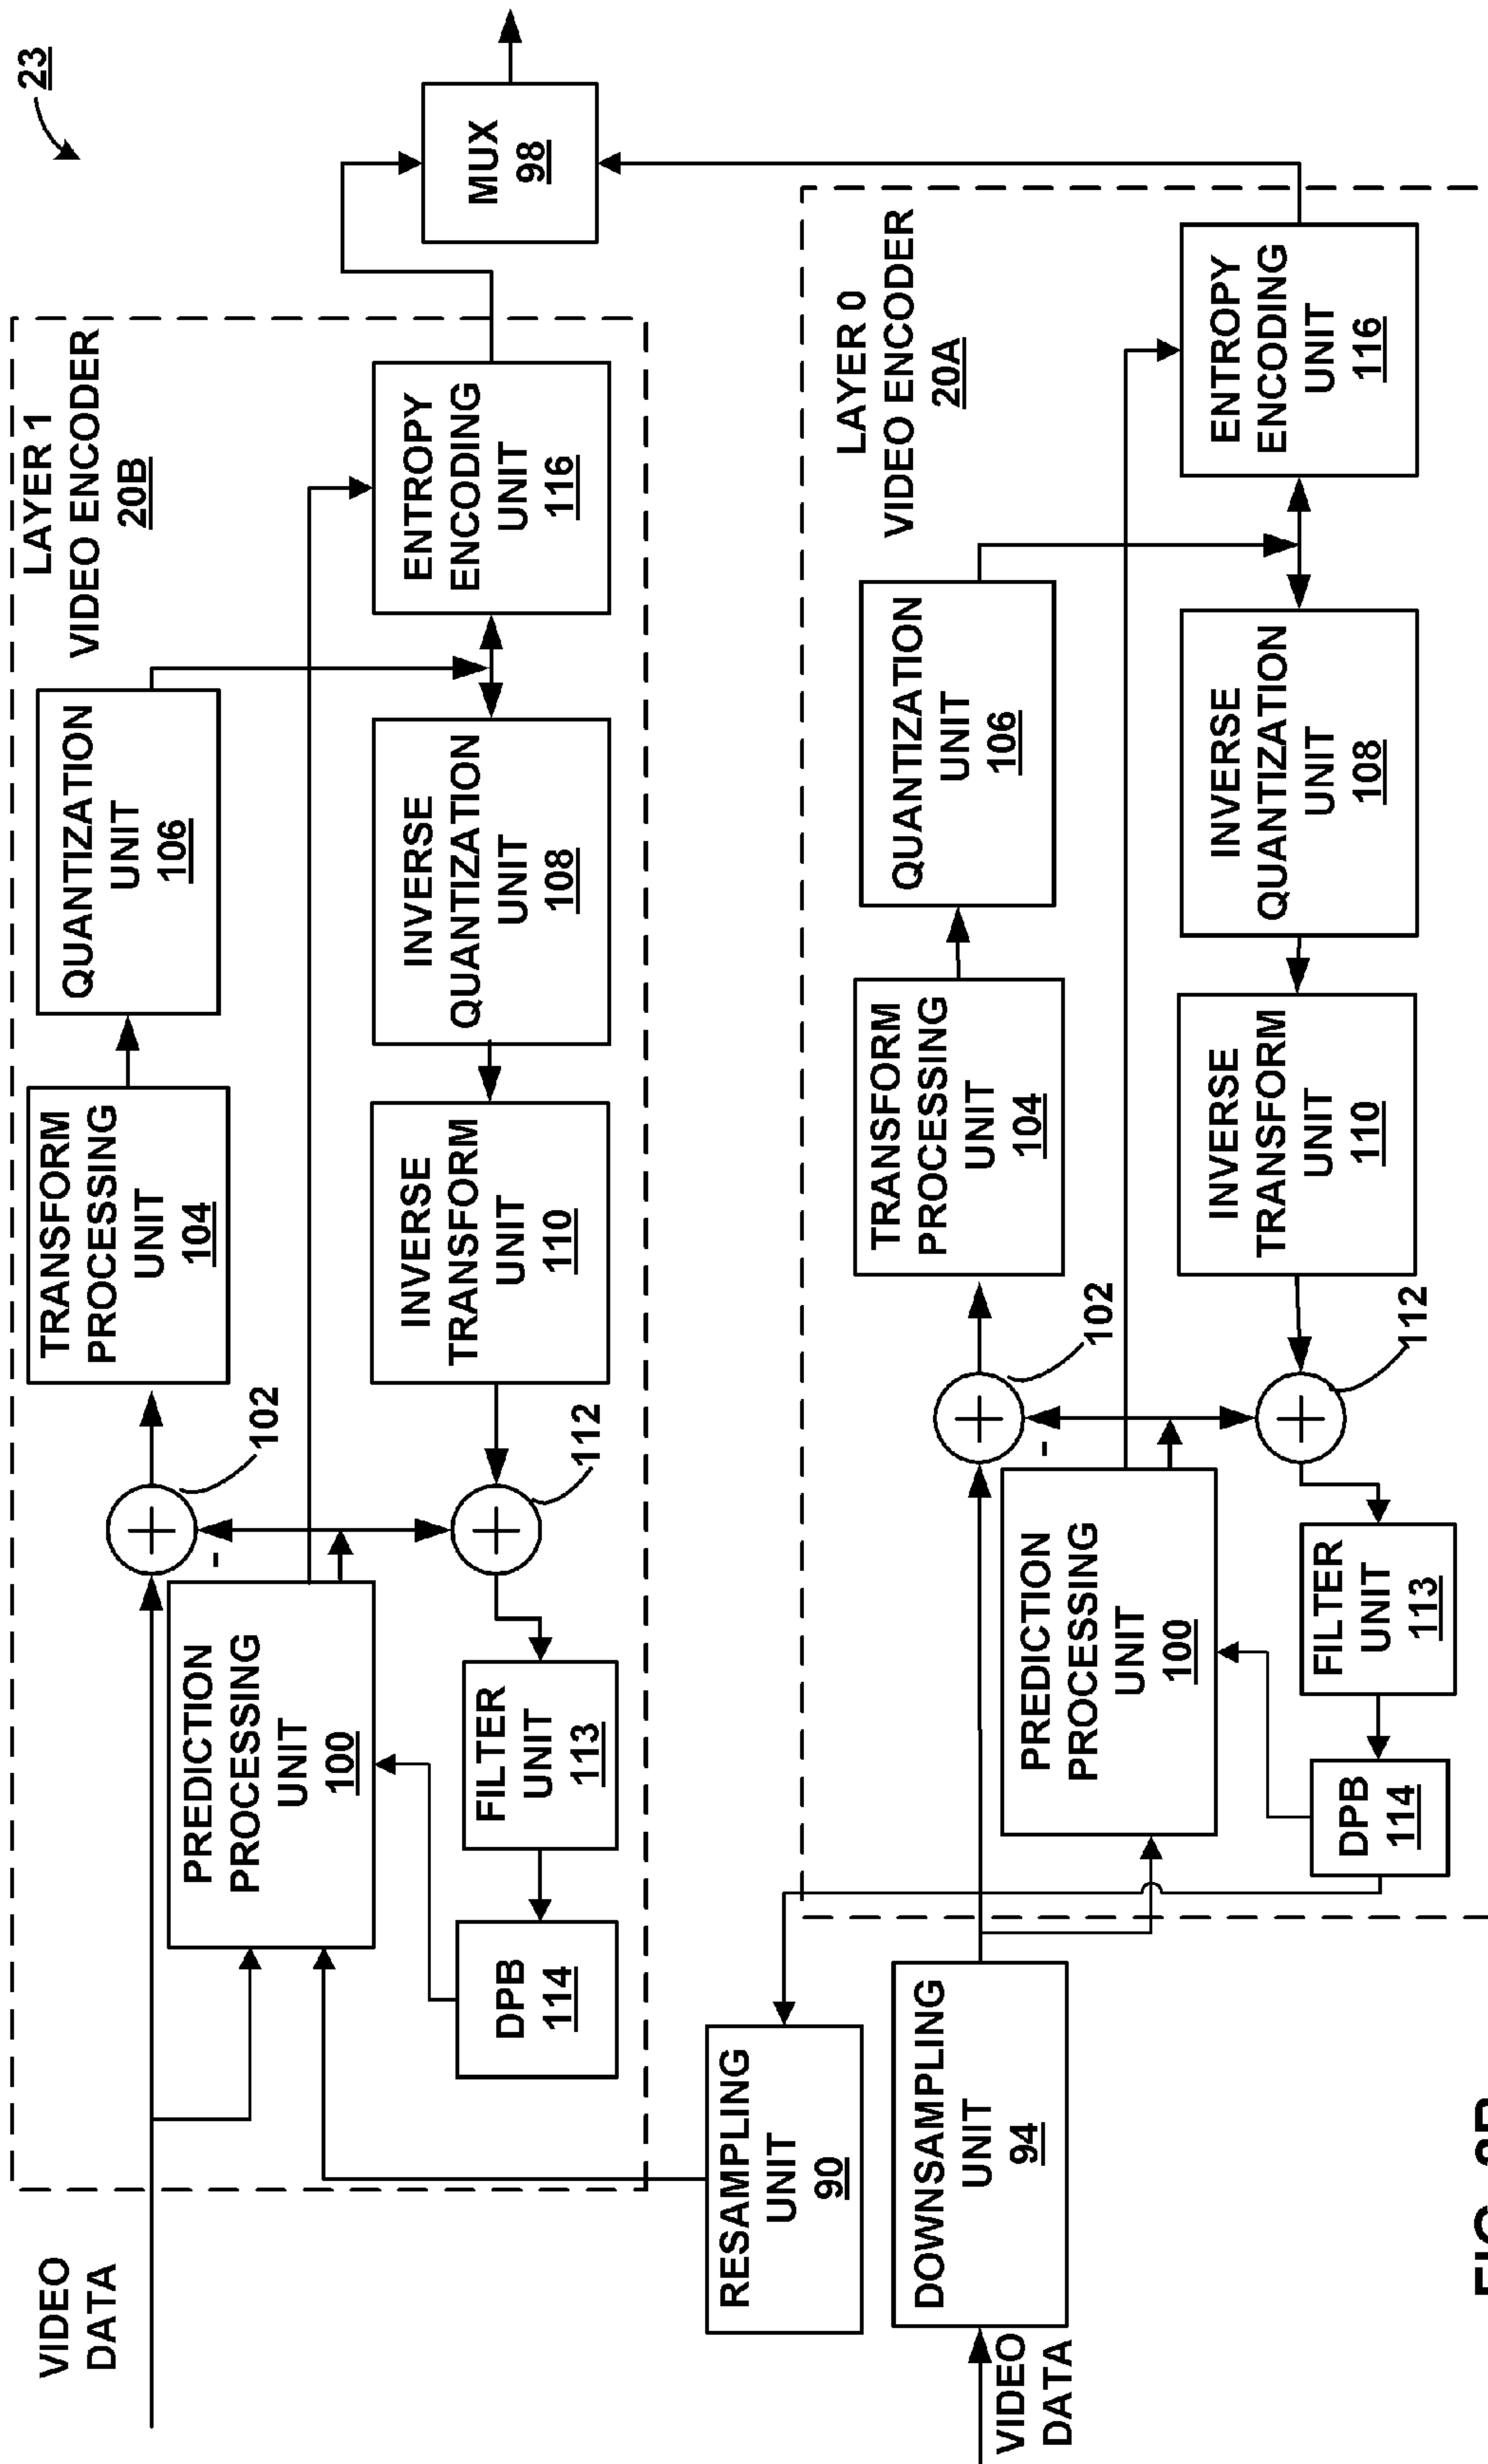 23
LAYER 1
VIDEO ENCODER
20B
VIDEO
DATA
TRANSFORM
PROCESSING
UNIT
104
QUANTIZATION
UNIT
106
102
-
PREDICTION
PROCESSING
UNIT
100
INVERSE
TRANSFORM
UNIT
110
INVERSE
QUANTIZATION
UNIT
108
ENTROPY
ENCODING
UNIT
116
MUX
98
112
FILTER
UNIT
113
DPB
114
RESAMPLING
UNIT
90
LAYER 0
VIDEO ENCODER
20A
DOWNSAMPLING
UNIT
94
VIDEO
DATA
TRANSFORM
PROCESSING
UNIT
104
QUANTIZATION
UNIT
106
102
-
PREDICTION
PROCESSING
UNIT
100
INVERSE
TRANSFORM
UNIT
110
INVERSE
QUANTIZATION
UNIT
108
ENTROPY
ENCODING
UNIT
116
112
FILTER
UNIT
113
DPB
114